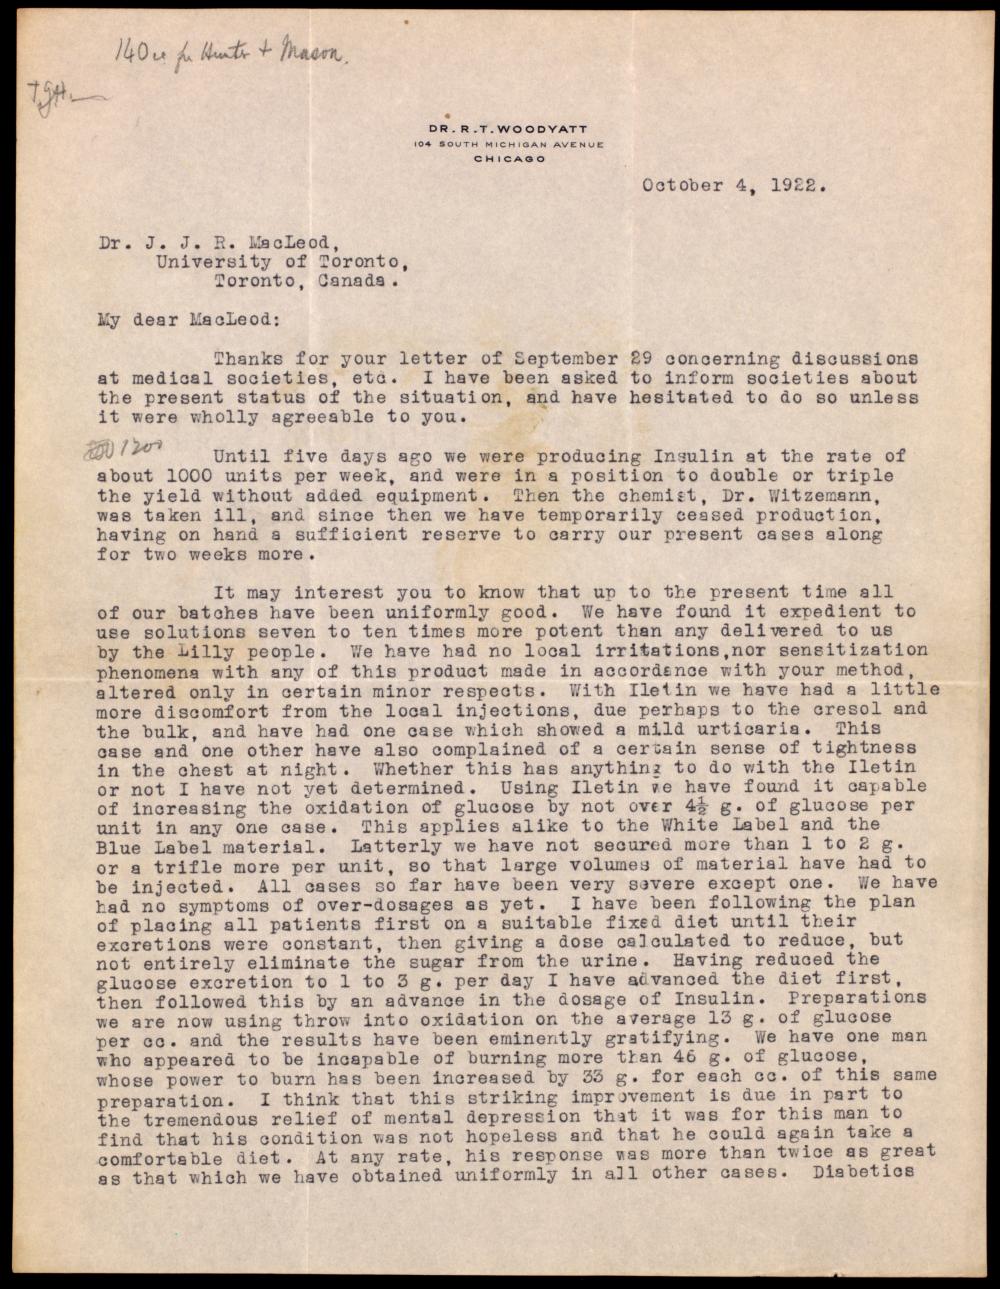 140 cc for Hunter + Mason.
DR. R. T. WOODYATT
104 SOUTH MICHIGAN AVENUE
CHICAGO
October 4, 1922.
Dr. J. J. R. MacLeod,
University of Toronto,
Toronto, Canada.
My dear MacLeod:
Thanks for your letter of September 29 concerning discussions
at medical societies, etc. I have been asked to inform societies about
the present status of the situation, and have hesitated to do so unless
it were wholly agreeable to you.
1200
Until five days ago we were producing Insulin at the rate of
about 1000 units per week, and were in a position to double or triple
the yield without added equipment. Then the chemist, Dr. Witzemann,
was taken ill, and since then we have temporarily ceased production,
having on hand a sufficient reserve to carry our present cases along
for two weeks more.
It may interest you to know that up to the present time all
of our batches have been uniformly good. We have found it expedient to
use solutions seven to ten times more potent than any delivered to us
by the Lilly people. We have had no local irritations,nor sensitization
phenomena with any of this product made in accordance with your method,
altered only in certain minor respects. With Iletin we have had a little
more discomfort from the local injections, due perhaps to the cresol and
the bulk, and have had one case which showed a mild urticaria. This
case and one other have also complained of a certain sense of tightness
in the chest at night. Whether this has anything to do with the Iletin
or not I have not yet determined. Using Iletin we have found it capable
of increasing the oxidation of glucose by not over 4½ g. of glucose per
unit in any one case. This applies alike to the White Label and the
Blue Label material. Latterly we have not secured more than 1 to 2 g.
or a trifle more per unit, so that large volumes of material have had to
be injected. All cases so far have been very severe except one. We have
had no symptoms of over-dosages as yet. I have been following the plan
of placing all patients first on a suitable fixed diet until their
excretions were constant, then giving a dose calculated to reduce, but
not entirely eliminate the sugar from the urine. Having reduced the
glucose excretion to 1 to 3 g. per day I have advanced the diet first,
then followed this by an advance in the dosage of Insulin. Preparations
we are now using throw into oxidation on the average 13 g. of glucose
per cc. and the results have been eminently gratifying. We have one man
who appeared to be incapable of burning more than 46 g. of glucose,
whose power to burn has been increased by 33 g. for each cc. of this same
preparation. I think that this striking improvement is due in part to
the tremendous relief of mental depression that it was for this man to
find that his condition was not hopeless and that he could again take a
comfortable diet. At any rate, his response was more than twice as great
as that which we have obtained uniformly in all other cases. Diabetics